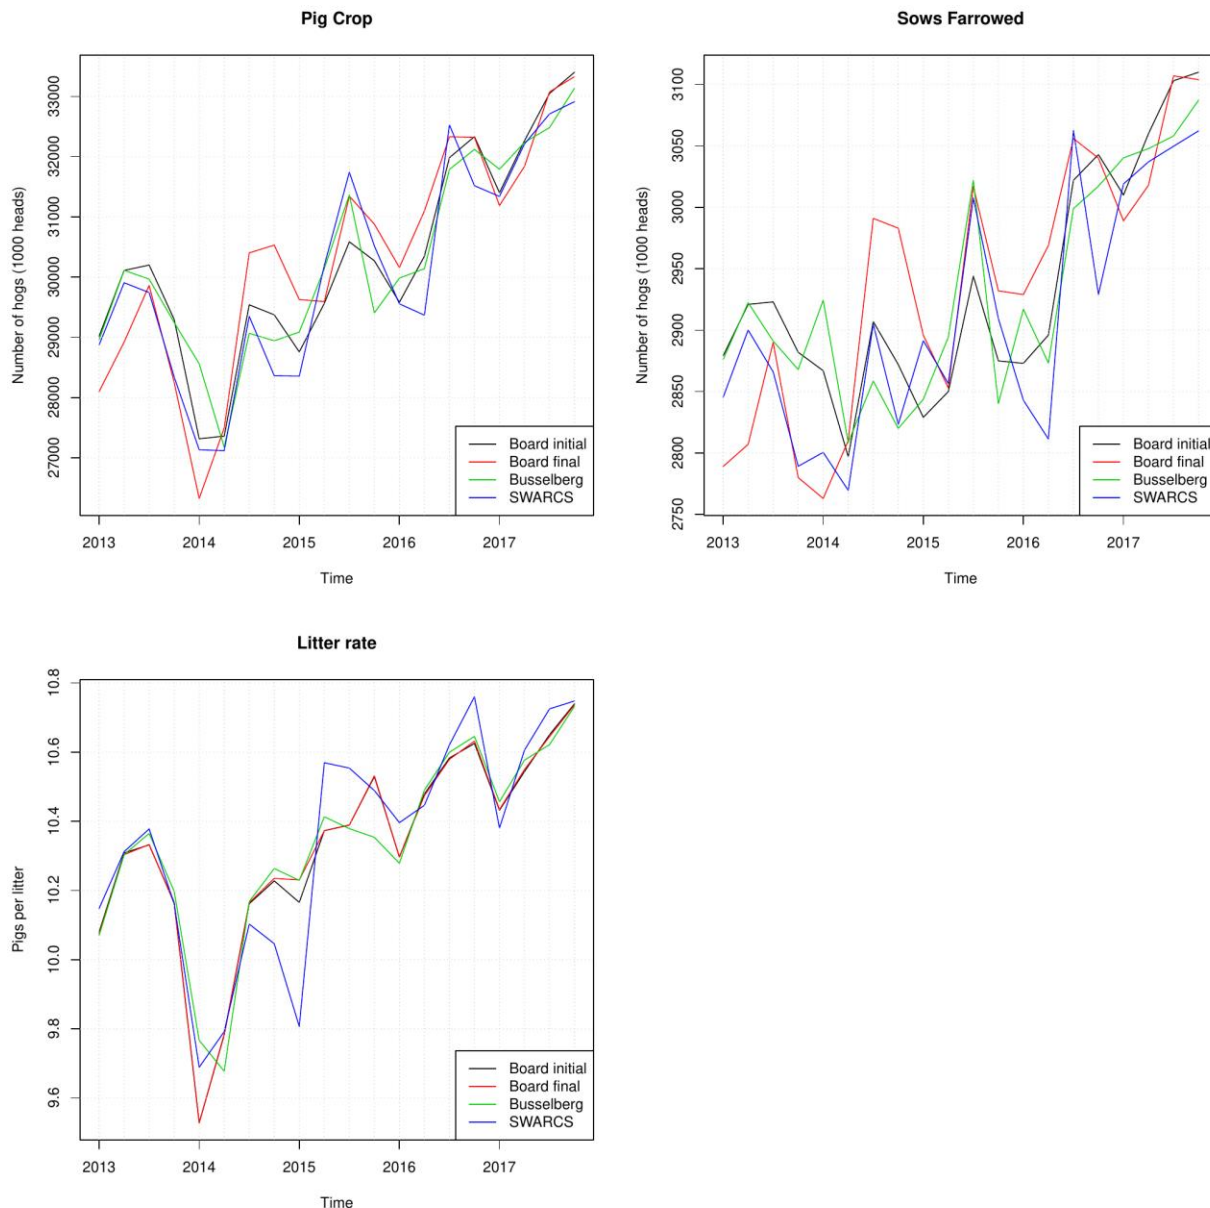 Pig Crop
Number of hogs (1000 heads)
33000
32000
31000
30000
29000
28000
27000
Board initial
Board final
Busselberg
SWARCS
2013 2014 2015 2016 2017
Time
Sows Farrowed
Number of hogs (1000 heads)
3100
3050
3000
2950
2900
2850
2800
2750
Board initial
Board final
Busselberg
SWARCS
2013 2014 2015 2016 2017
Time
Litter rate
Pigs per litter
10.8
10.6
10.4
10.2
10.0
9.8
9.6
Board initial
Board final
Busselberg
SWARCS
2013 2014 2015 2016 2017
Time